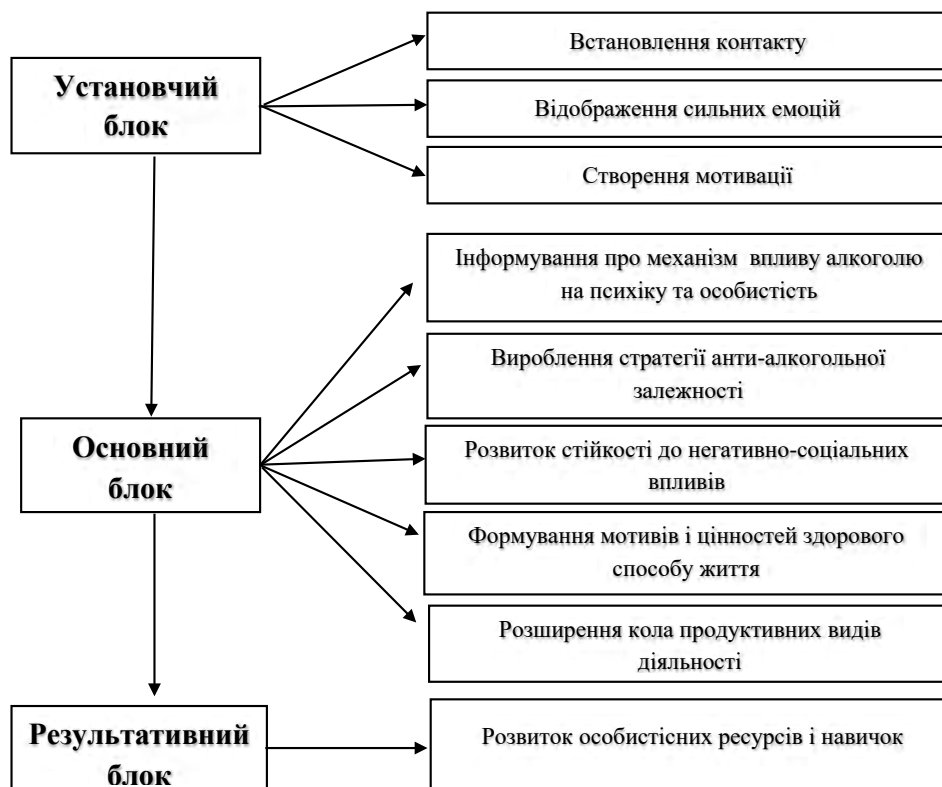 Установчий
блок
Встановлення контакту
Відображення сильних емоцій
Створення мотивації
Основний
блок
Інформування про механізм впливу алкоголю
на психіку та особистість
Вироблення стратегії анти-алкогольної
залежності
Розвиток стійкості до негативно-соціальних
впливів
Формування мотивів і цінностей здорового
способу життя
Розширення кола продуктивних видів
діяльності
Результативний
блок
Розвиток особистісних ресурсів і навичок